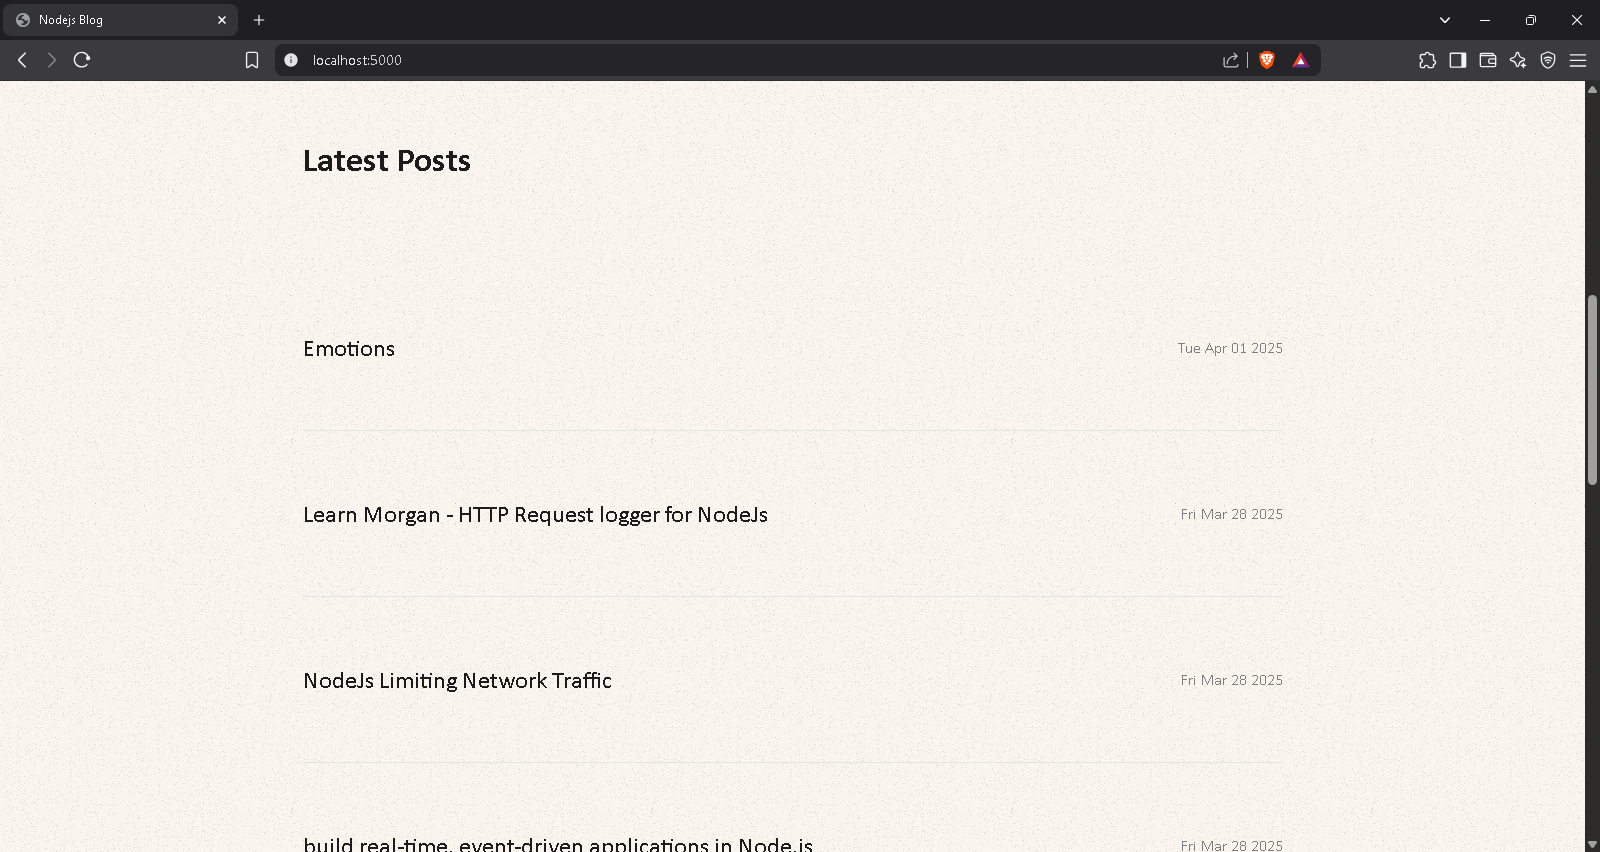 Nodejs Blog
localhost:5000
Latest Posts
Emotions
Tue Apr 01 2025
Learn Morgan - HTTP Request logger for NodeJs
Fri Mar 28 2025
NodeJs Limiting Network Traffic
Fri Mar 28 2025
build real-time, event-driven applications in Node.js
Fri Mar 28 2025